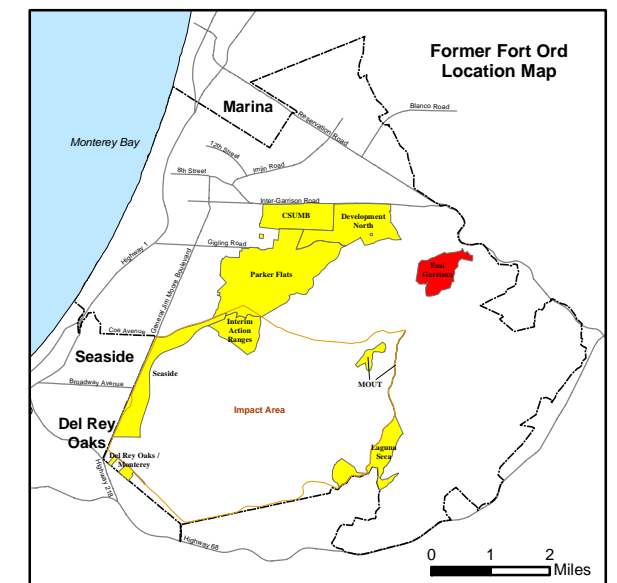 Former Fort Ord
Location Map
Marina
Blanco Road
Reservation Road
Monterey Bay
12th Street
Imjin Road
8th Street
Inter-Garrison Road
CSUMB
Development
North
Gigling Road
Highway 1
East
Garrison
Parker Flats
General Jim Moore Boulevard
Coe Avenue
Interim
Action
Ranges
Seaside
Seaside
Broadway Avenue
MOUT
Impact Area
Del Rey
Oaks
Laguna
Seca
Del Rey Oaks /
Monterey
Highway 218
Highway 68
0 1 2
Miles